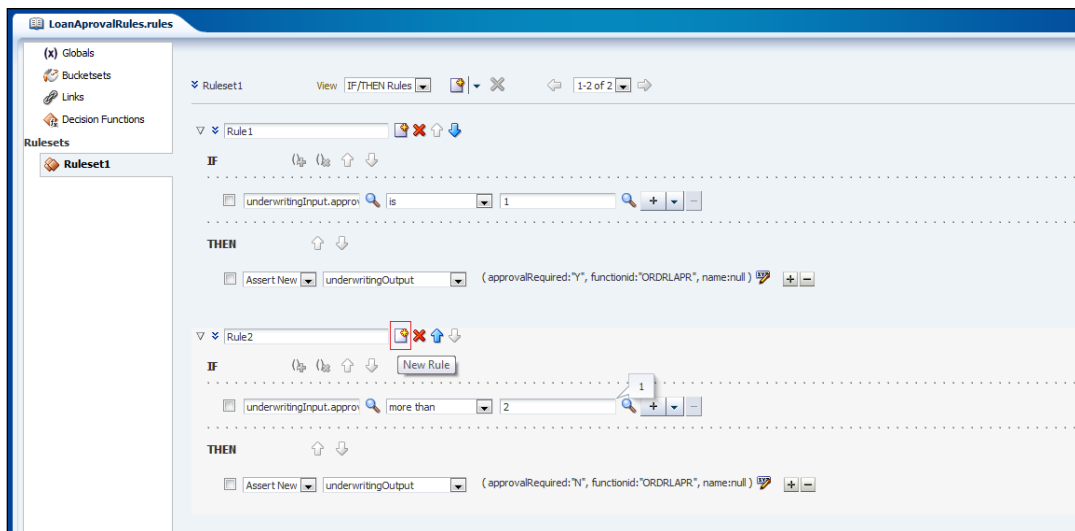 LoanAprovalRules.rules
(x) Globals
Bucketsets
Links
Decision Functions
Rulesets
Ruleset1
Ruleset1 View IF/THEN Rules 1-2 of 2
Rule1
IF
underwritingInput.approv is 1
THEN
Assert New underwritingOutput ( approvalRequired:"Y", functionid:"ORDRLAPR", name:null )
Rule2
New Rule
IF
1
underwritingInput.approv more than 2
THEN
Assert New underwritingOutput ( approvalRequired:"N", functionid:"ORDRLAPR", name:null )